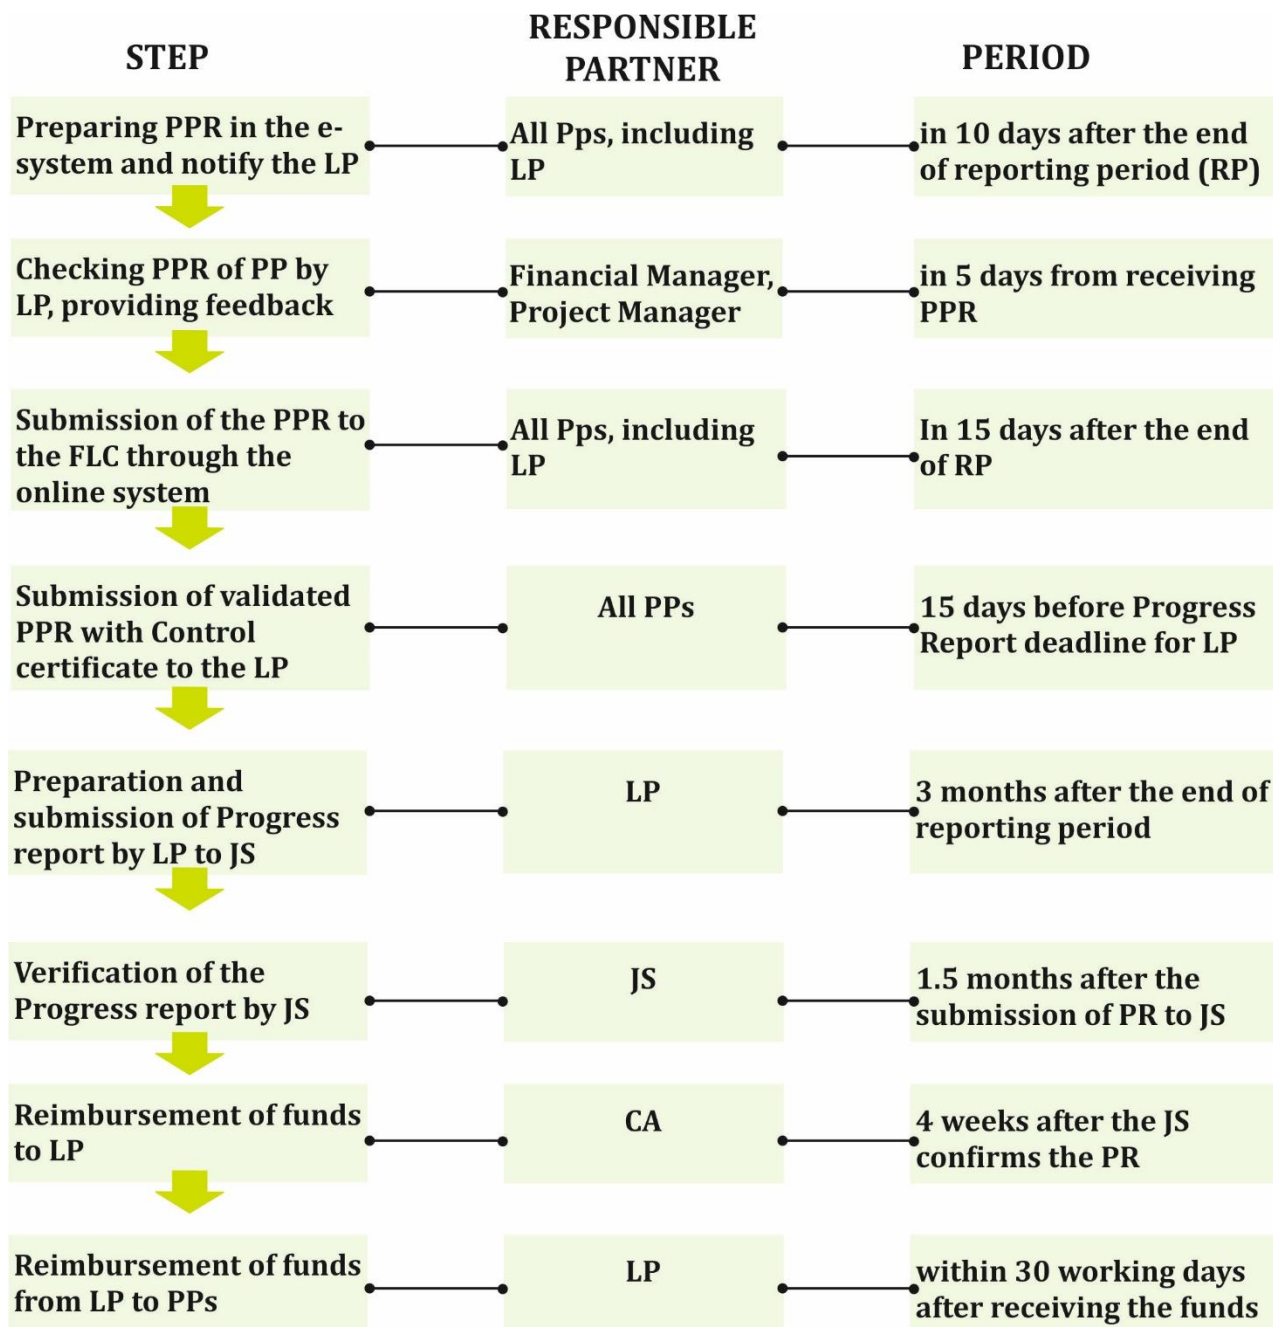 STEP
RESPONSIBLE
PARTNER
PERIOD
Preparing PPR in the e-
system and notify the LP
All Pps, including
LP
in 10 days after the end
of reporting period (RP)
Checking PPR of PP by
LP, providing feedback
Financial Manager,
Project Manager
in 5 days from receiving
PPR
Submission of the PPR to
the FLC through the
online system
All Pps, including
LP
In 15 days after the end
of RP
Submission of validated
PPR with Control
certificate to the LP
All PPs
15 days before Progress
Report deadline for LP
Preparation and
submission of Progress
report by LP to JS
LP
3 months after the end of
reporting period
Verification of the
Progress report by JS
JS
1.5 months after the
submission of PR to JS
Reimbursement of funds
to LP
CA
4 weeks after the JS
confirms the PR
Reimbursement of funds
from LP to PPs
LP
within 30 working days
after receiving the funds